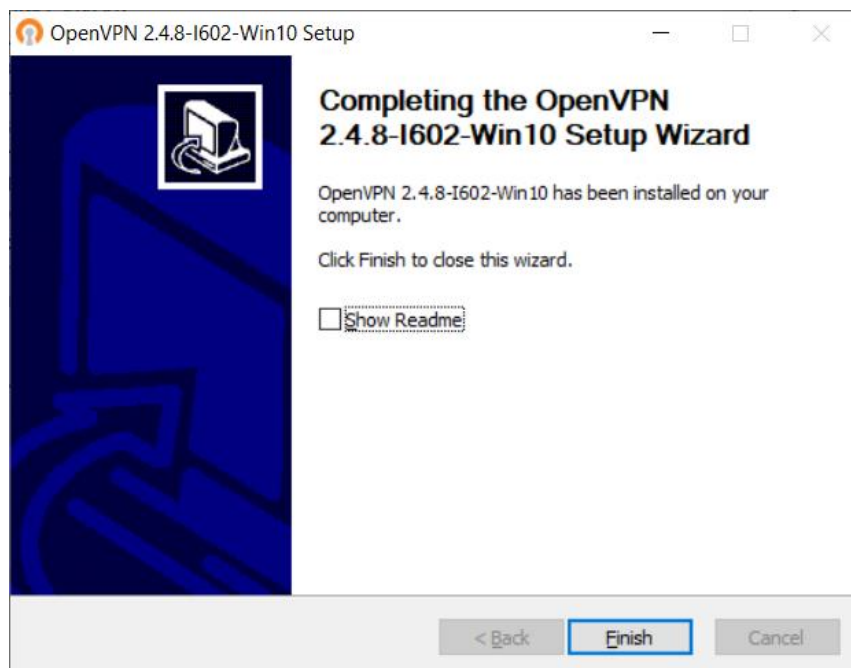 OpenVPN 2.4.8-I602-Win10 Setup
Completing the OpenVPN
2.4.8-I602-Win10 Setup Wizard
OpenVPN 2.4.8-I602-Win10 has been installed on your
computer.
Click Finish to close this wizard.
Show Readme
< Back
Finish
Cancel